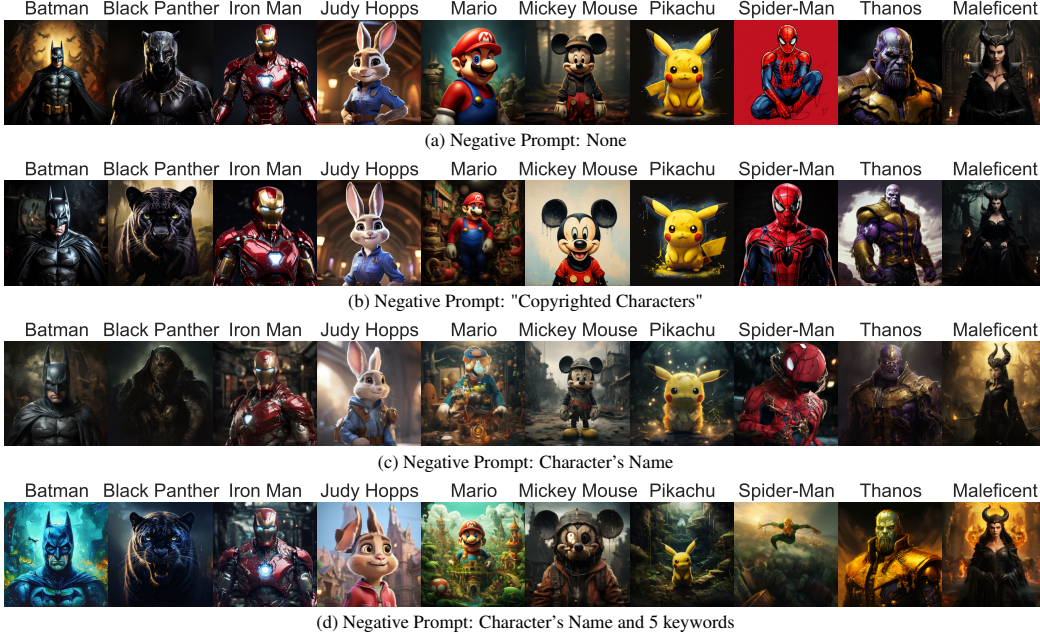 Batman Black Panther Iron Man Judy Hopps Mario Mickey Mouse Pikachu Spider-Man Thanos Maleficent
(a) Negative Prompt: None
Batman Black Panther Iron Man Judy Hopps Mario Mickey Mouse Pikachu Spider-Man Thanos Maleficent
(b) Negative Prompt: "Copyrighted Characters"
Batman Black Panther Iron Man Judy Hopps Mario Mickey Mouse Pikachu Spider-Man Thanos Maleficent
(c) Negative Prompt: Character's Name
Batman Black Panther Iron Man Judy Hopps Mario Mickey Mouse Pikachu Spider-Man Thanos Maleficent
(d) Negative Prompt: Character's Name and 5 keywords